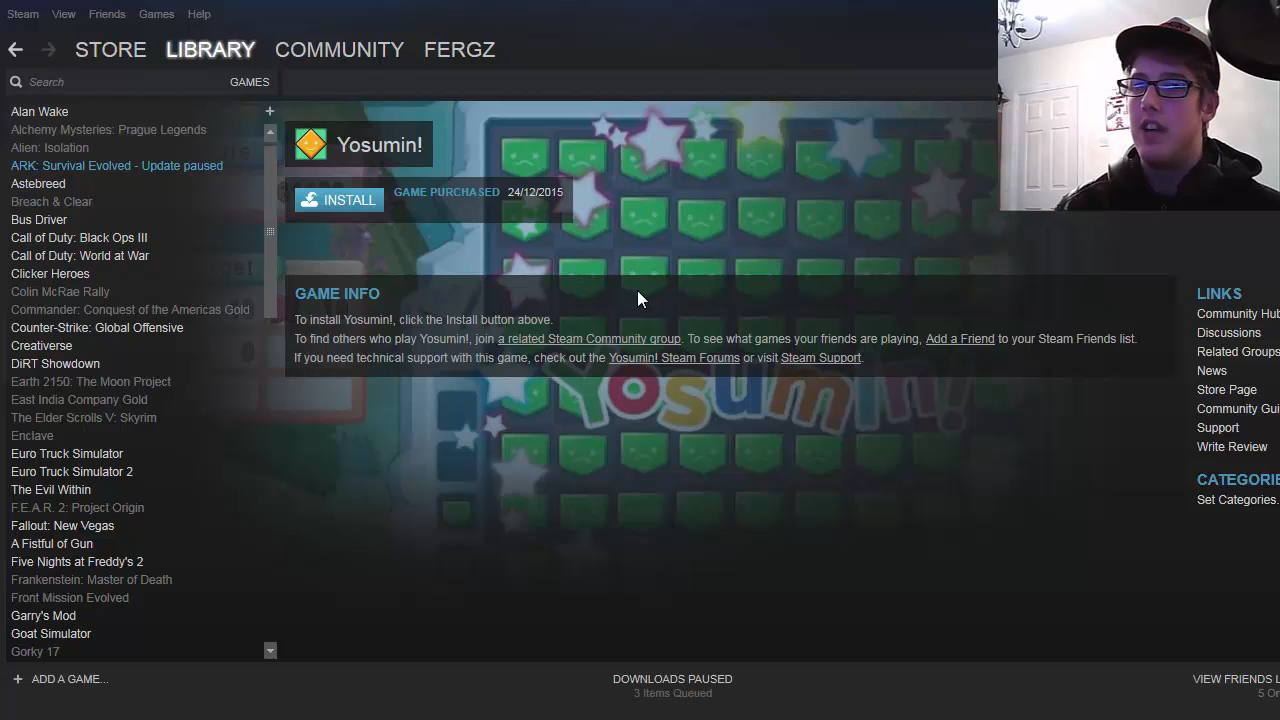 Steam View Friends Games Help
STORE LIBRARY COMMUNITY FERGZ
Search GAMES
Alan Wake
Alchemy Mysteries: Prague Legends
Alien: Isolation
ARK: Survival Evolved - Update paused
Astebreed
Breach & Clear
Bus Driver
Call of Duty: Black Ops III
Call of Duty: World at War
Clicker Heroes
Colin McRae Rally
Commander: Conquest of the Americas Gold
Counter-Strike: Global Offensive
Creativerse
DiRT Showdown
Earth 2150: The Moon Project
East India Company Gold
The Elder Scrolls V: Skyrim
Enclave
Euro Truck Simulator
Euro Truck Simulator 2
The Evil Within
F.E.A.R. 2: Project Origin
Fallout: New Vegas
A Fistful of Gun
Five Nights at Freddy's 2
Frankenstein: Master of Death
Front Mission Evolved
Garry's Mod
Goat Simulator
Gorky 17
+ ADD A GAME...
Yosumin!
INSTALL
GAME PURCHASED 24/12/2015
GAME INFO
To install Yosumin!, click the Install button above.
To find others who play Yosumin!, join a related Steam Community group. To see what games your friends are playing, Add a Friend to your Steam Friends list.
If you need technical support with this game, check out the Yosumin! Steam Forums or visit Steam Support.
Yosumin!
LINKS
Community Hub
Discussions
Related Groups
News
Store Page
Community Gui
Support
Write Review
CATEGORIE
Set Categories.
DOWNLOADS PAUSED
3 Items Queued
VIEW FRIENDS L
5 On